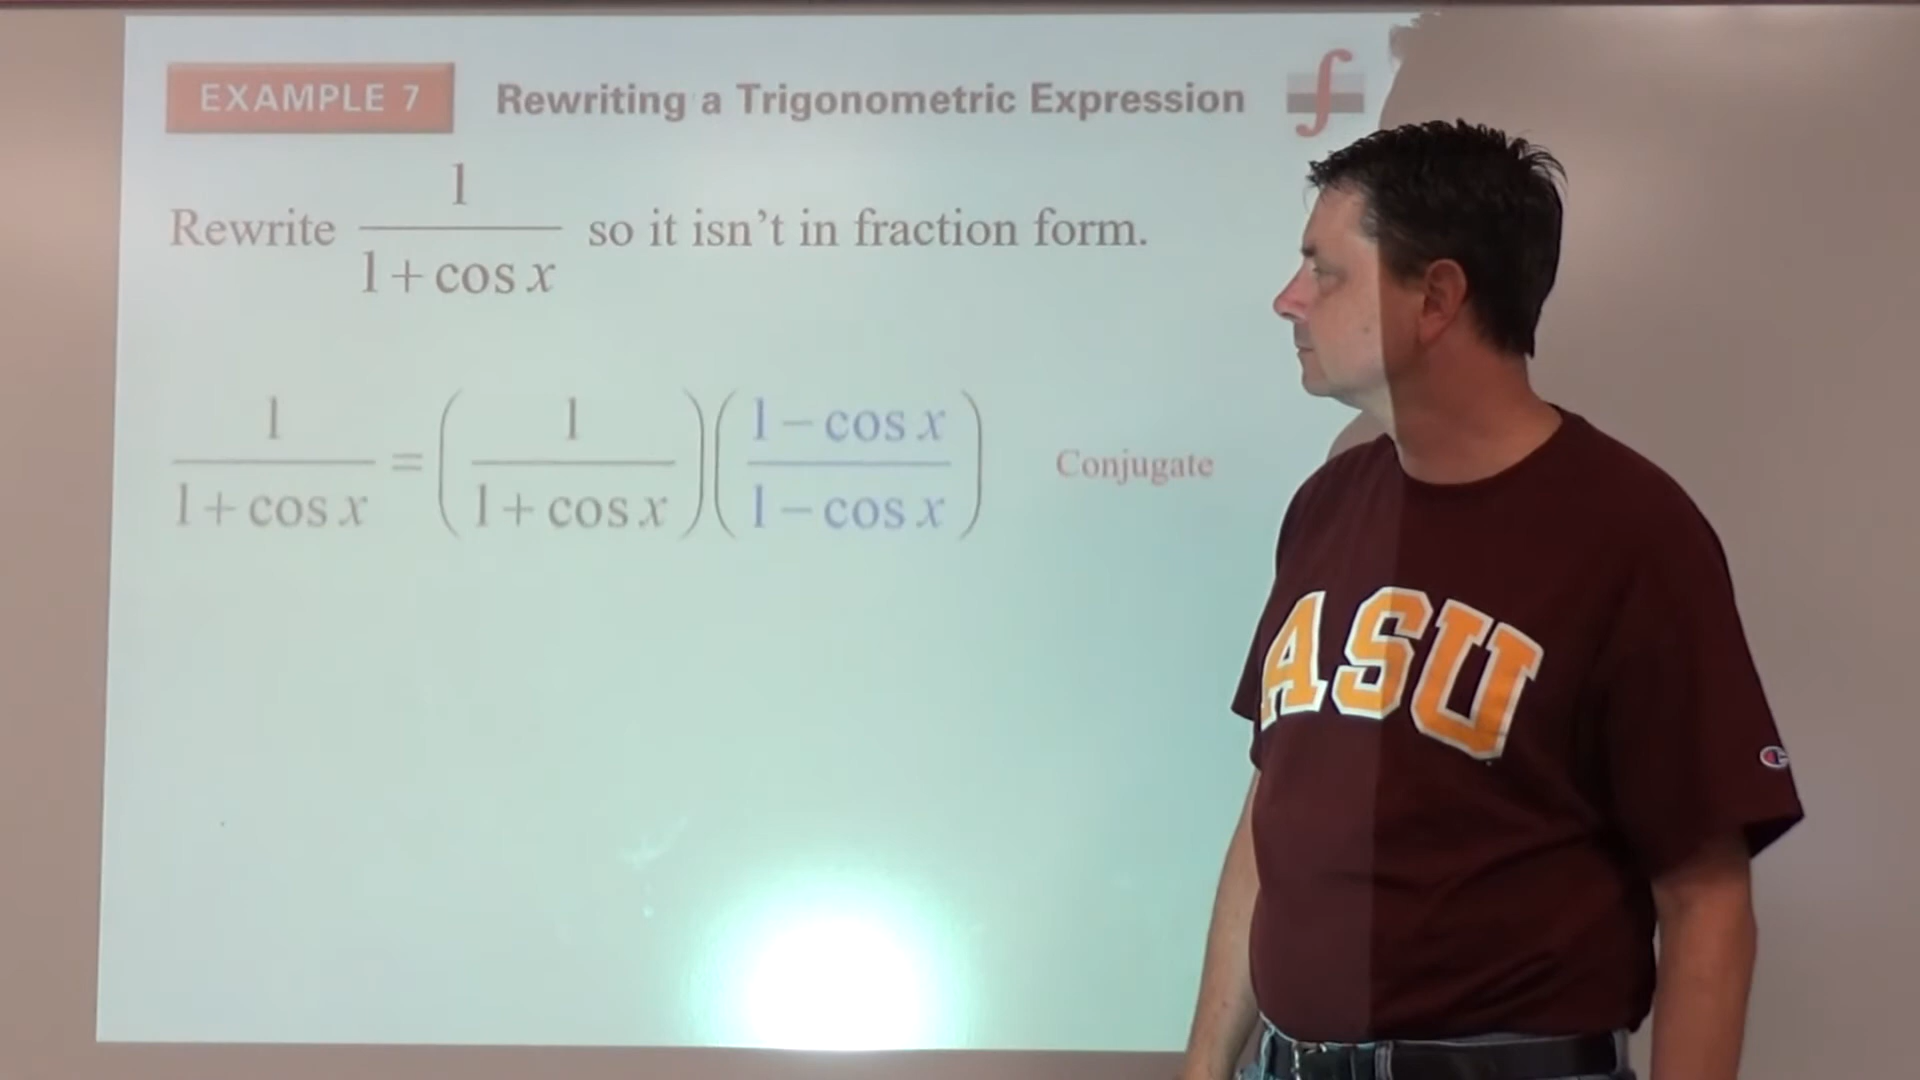 EXAMPLE 7 Rewriting a Trigonometric Expression
Rewrite 1/(1 + cos x) so it isn't in fraction form.
1/(1 + cos x) = (1/(1 + cos x))((1 − cos x)/(1 − cos x)) Conjugate
ASU